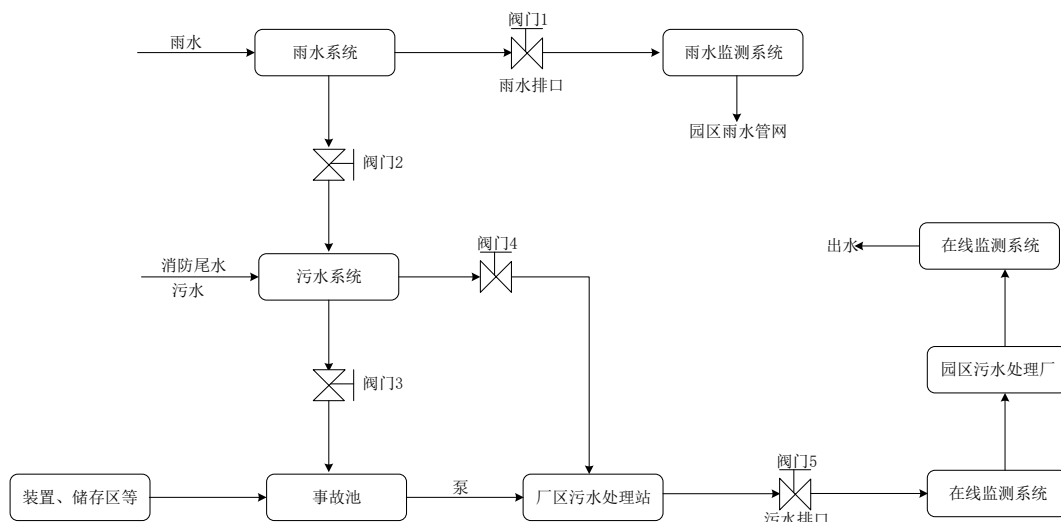 阀门1
雨水
雨水系统
雨水监测系统
雨水排口
园区雨水管网
阀门2
阀门4
出水
在线监测系统
消防尾水
污水
污水系统
园区污水处理厂
阀门3
阀门5
装置、储存区等
事故池
泵
厂区污水处理站
在线监测系统
污水排口